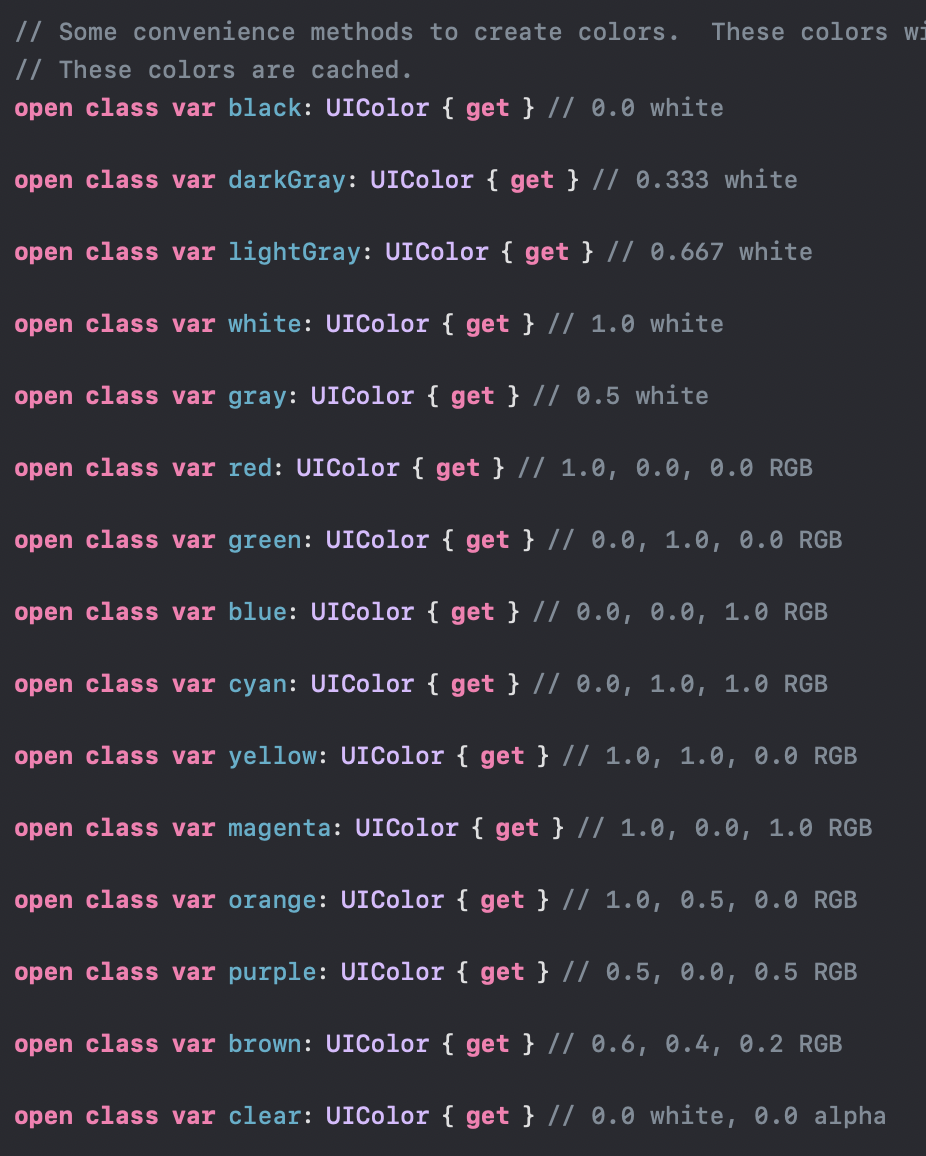 // Some convenience methods to create colors.  These colors
// These colors are cached.
open class var black: UIColor { get } // 0.0 white
open class var darkGray: UIColor { get } // 0.333 white
open class var lightGray: UIColor { get } // 0.667 white
open class var white: UIColor { get } // 1.0 white
open class var gray: UIColor { get } // 0.5 white
open class var red: UIColor { get } // 1.0, 0.0, 0.0 RGB
open class var green: UIColor { get } // 0.0, 1.0, 0.0 RGB
open class var blue: UIColor { get } // 0.0, 0.0, 1.0 RGB
open class var cyan: UIColor { get } // 0.0, 1.0, 1.0 RGB
open class var yellow: UIColor { get } // 1.0, 1.0, 0.0 RGB
open class var magenta: UIColor { get } // 1.0, 0.0, 1.0 RGB
open class var orange: UIColor { get } // 1.0, 0.5, 0.0 RGB
open class var purple: UIColor { get } // 0.5, 0.0, 0.5 RGB
open class var brown: UIColor { get } // 0.6, 0.4, 0.2 RGB
open class var clear: UIColor { get } // 0.0 white, 0.0 alpha